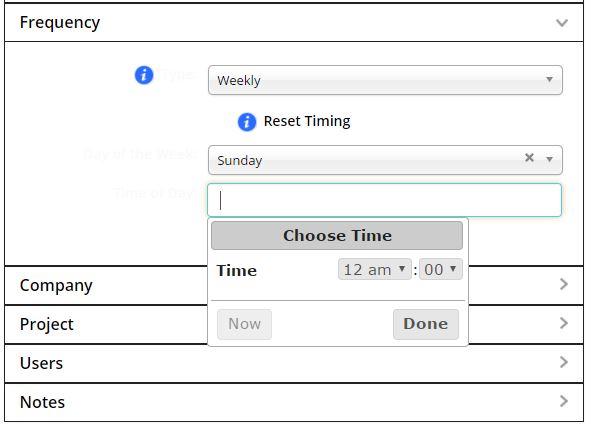 Frequency
Type:
Weekly
Reset Timing
Day of the Week:
Sunday
Time of Day:
Choose Time
Time 12 am : 00
Now Done
Company
Project
Users
Notes